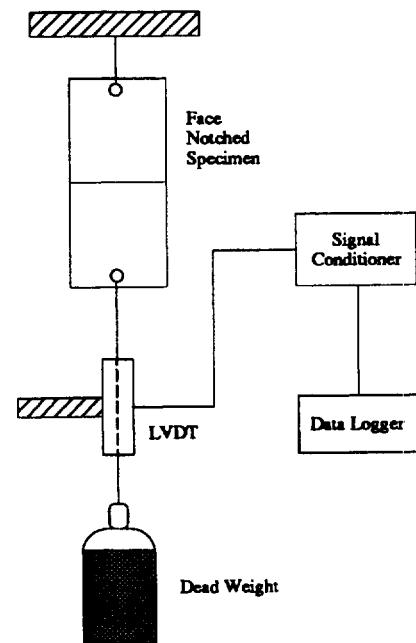 Face
Notched
Specimen
Signal
Conditioner
LVDT
Data Logger
Dead Weight